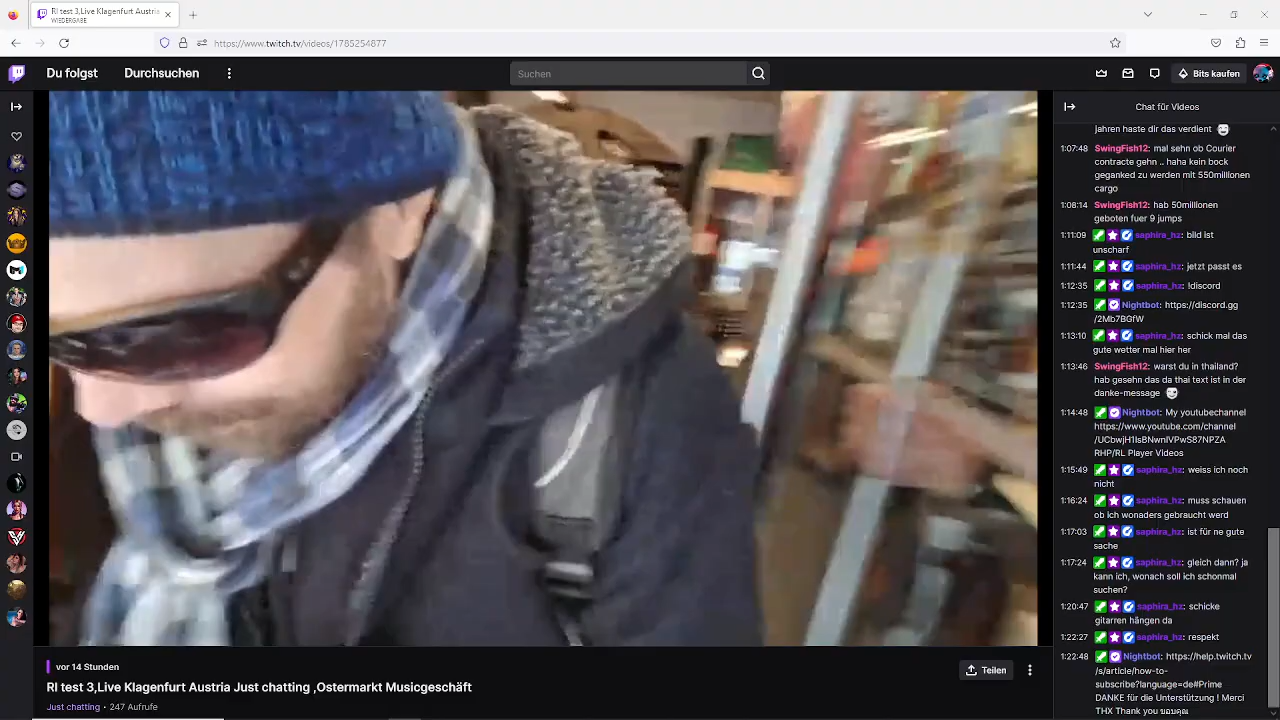 RI test 3,Live Klagenfurt Austria
WIEDERGABE
https://www.twitch.tv/videos/1785254877
Du folgst
Durchsuchen
Suchen
Bits kaufen
Chat für Videos
jahren haste dir das verdient
1:07:48 SwingFish12: mal sehn ob Courier
contracte gehn .. haha kein bock
geganked zu werden mit 550millonen
cargo
1:08:14 SwingFish12: hab 50millionen
geboten fuer 9 jumps
1:11:09 saphira_hz: bild ist
unscharf
1:11:44 saphira_hz: jetzt passt es
1:12:35 saphira_hz: !discord
1:12:35 Nightbot: https://discord.gg
/2Mb7BGfW
1:13:10 saphira_hz: schick mal das
gute wetter mal hier her
1:13:46 SwingFish12: warst du in thailand?
hab gesehn das da thai text ist in der
danke-message
1:14:48 Nightbot: My youtubechannel
https://www.youtube.com/channel
/UCbwjH1IsBNwnIVPwS87NPZA
RHP/RL Player Videos
1:15:49 saphira_hz: weiss ich noch
nicht
1:16:24 saphira_hz: muss schauen
ob ich wonaders gebraucht werd
1:17:03 saphira_hz: ist für ne gute
sache
1:17:24 saphira_hz: gleich dann? ja
kann ich, wonach soll ich schonmal
suchen?
1:20:47 saphira_hz: schicke
gitarren hängen da
1:22:27 saphira_hz: respekt
1:22:48 Nightbot: https://help.twitch.tv
/s/article/how-to-
subscribe?language=de#Prime
DANKE für die Unterstützung ! Merci
THX Thank you ขอบคุณ
vor 14 Stunden
Teilen
RI test 3,Live Klagenfurt Austria Just chatting ,Ostermarkt Musicgeschäft
Just chatting • 247 Aufrufe